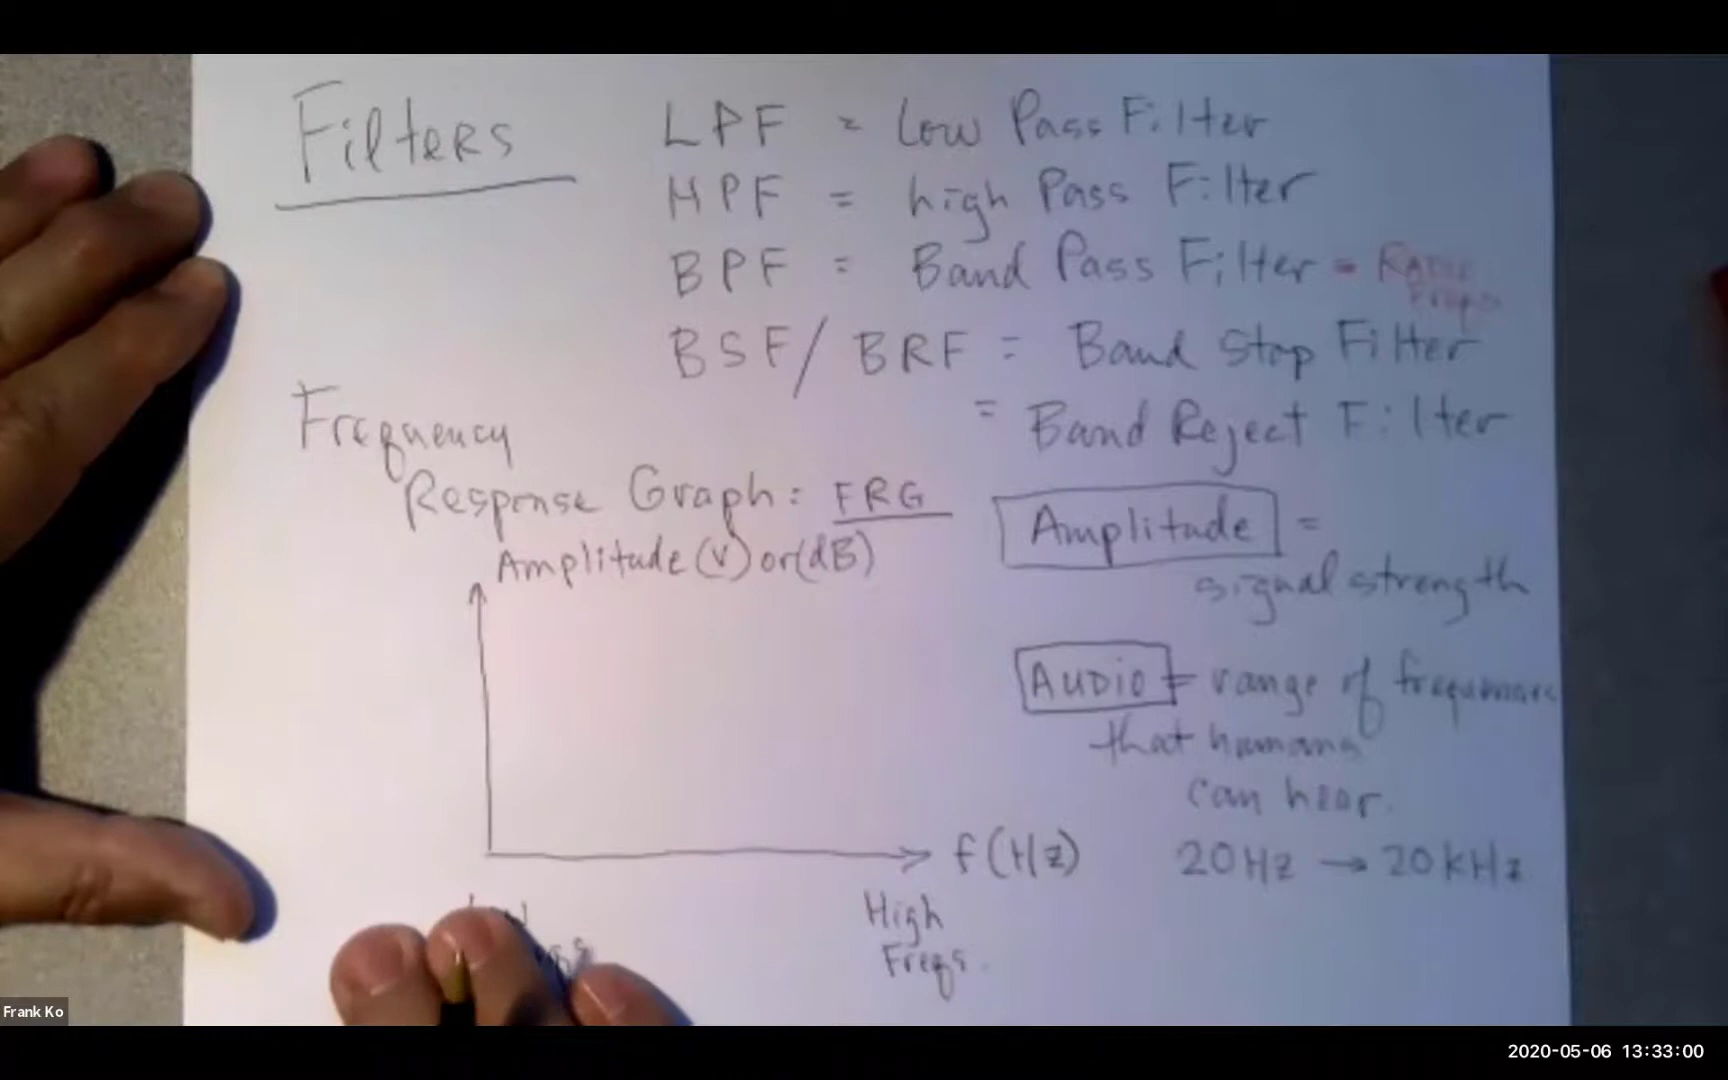 Filters
LPF = Low Pass Filter
HPF = high Pass Filter
BPF = Band Pass Filter = RADIO
Freqs
BSF/BRF = Band Stop Filter
= Band Reject Filter
Frequency
Response Graph: FRG
Amplitude (V) or (dB)
f(Hz)
High
Freqs.
Amplitude =
signal strength
AUDIO = range of frequencies
that humans
can hear.
20Hz → 20kHz
Frank Ko
2020-05-06 13:33:00